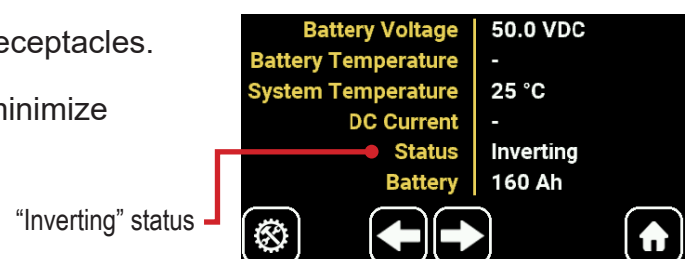 eceptacles.
ninimize
"Inverting" status
Battery Voltage 50.0 VDC
Battery Temperature -
System Temperature 25 °C
DC Current -
Status Inverting
Battery 160 Ah